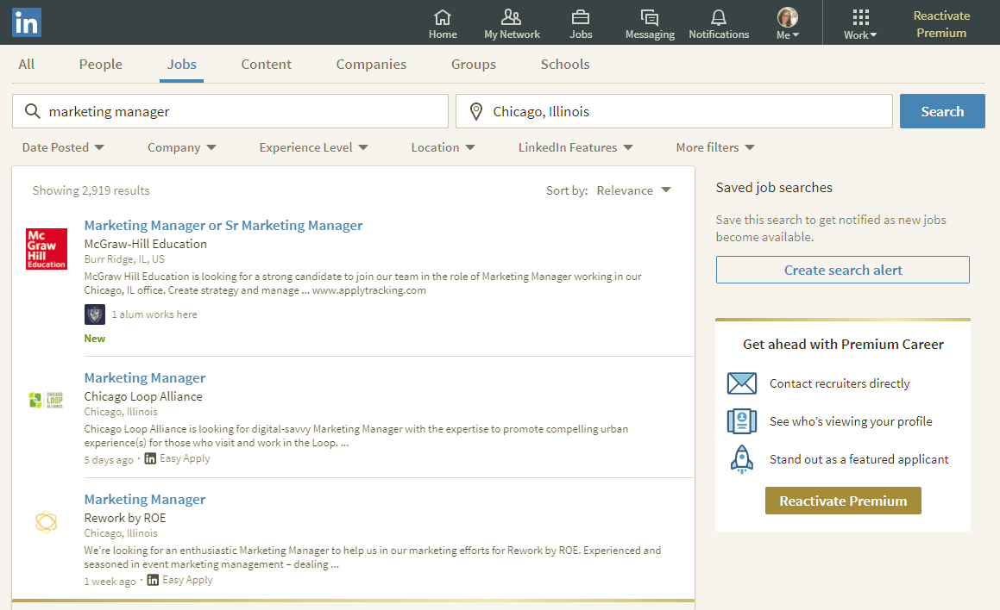 in
Home
My Network
Jobs
Messaging
Notifications
Me
Work
Reactivate
Premium
All
People
Jobs
Content
Companies
Groups
Schools
marketing manager
Chicago, Illinois
Search
Date Posted
Company
Experience Level
Location
LinkedIn Features
More filters
Showing 2,919 results
Sort by: Relevance
Mc
Graw
Hill
Education
Marketing Manager or Sr Marketing Manager
McGraw-Hill Education
Burr Ridge, IL, US
McGraw Hill Education is looking for a strong candidate to join our team in the role of Marketing Manager working in our
Chicago, IL office. Create strategy and manage ... www.applytracking.com
1 alum works here
New
CHICAGO
LOOP
ALLIANCE
Marketing Manager
Chicago Loop Alliance
Chicago, Illinois
Chicago Loop Alliance is looking for digital-savvy Marketing Manager with the expertise to promote compelling urban
experience(s) for those who visit and work in the Loop. ...
5 days ago · in Easy Apply
Marketing Manager
Rework by ROE
Chicago, Illinois
We’re looking for an enthusiastic Marketing Manager to help us in our marketing efforts for Rework by ROE. Experienced and
seasoned in event marketing management – dealing ...
1 week ago · in Easy Apply
Saved job searches
Save this search to get notified as new jobs
become available.
Create search alert
Get ahead with Premium Career
Contact recruiters directly
See who’s viewing your profile
Stand out as a featured applicant
Reactivate Premium